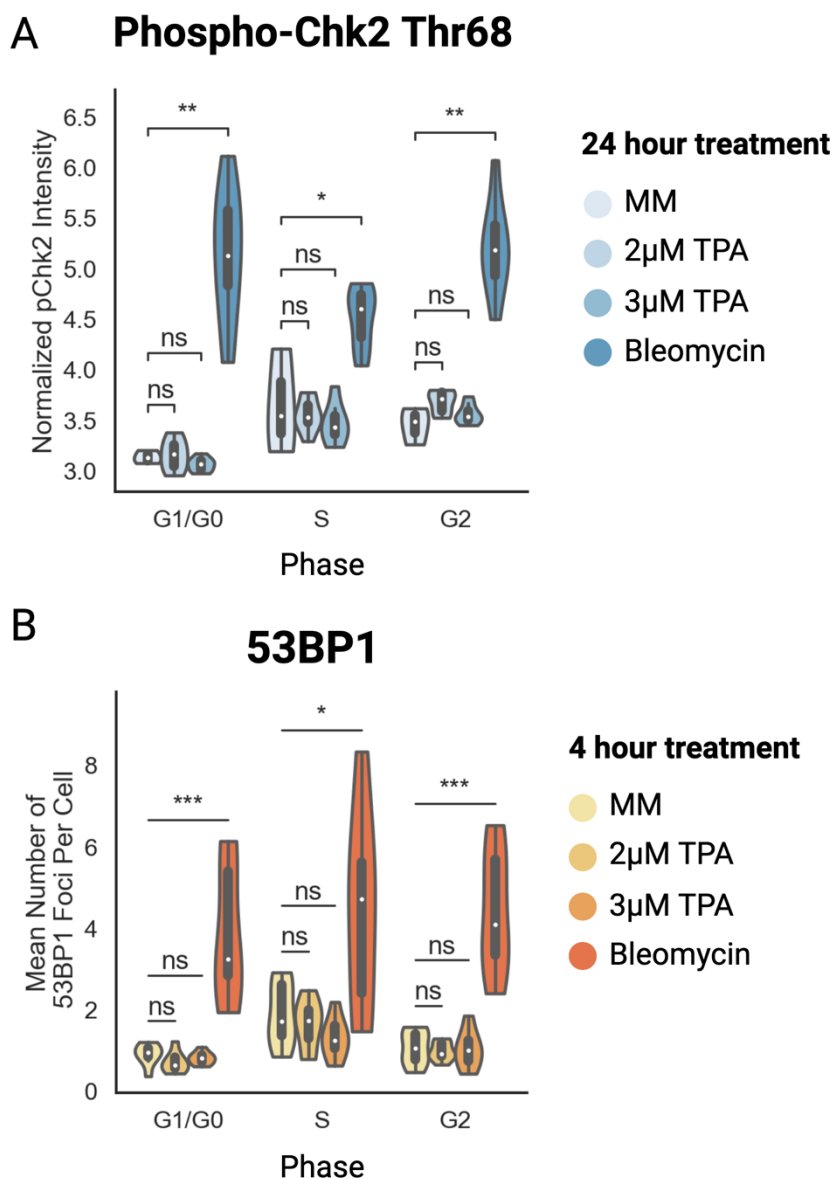 A
Phospho-Chk2 Thr68
Normalized pChk2 Intensity
6.5
6.0
5.5
5.0
4.5
4.0
3.5
3.0
**
ns
ns
*
ns
ns
**
ns
ns
G1/G0
S
G2
Phase
24 hour treatment
MM
2µM TPA
3µM TPA
Bleomycin
B
53BP1
Mean Number of
53BP1 Foci Per Cell
8
6
4
2
0
***
ns
ns
*
ns
ns
***
ns
ns
G1/G0
S
G2
Phase
4 hour treatment
MM
2µM TPA
3µM TPA
Bleomycin